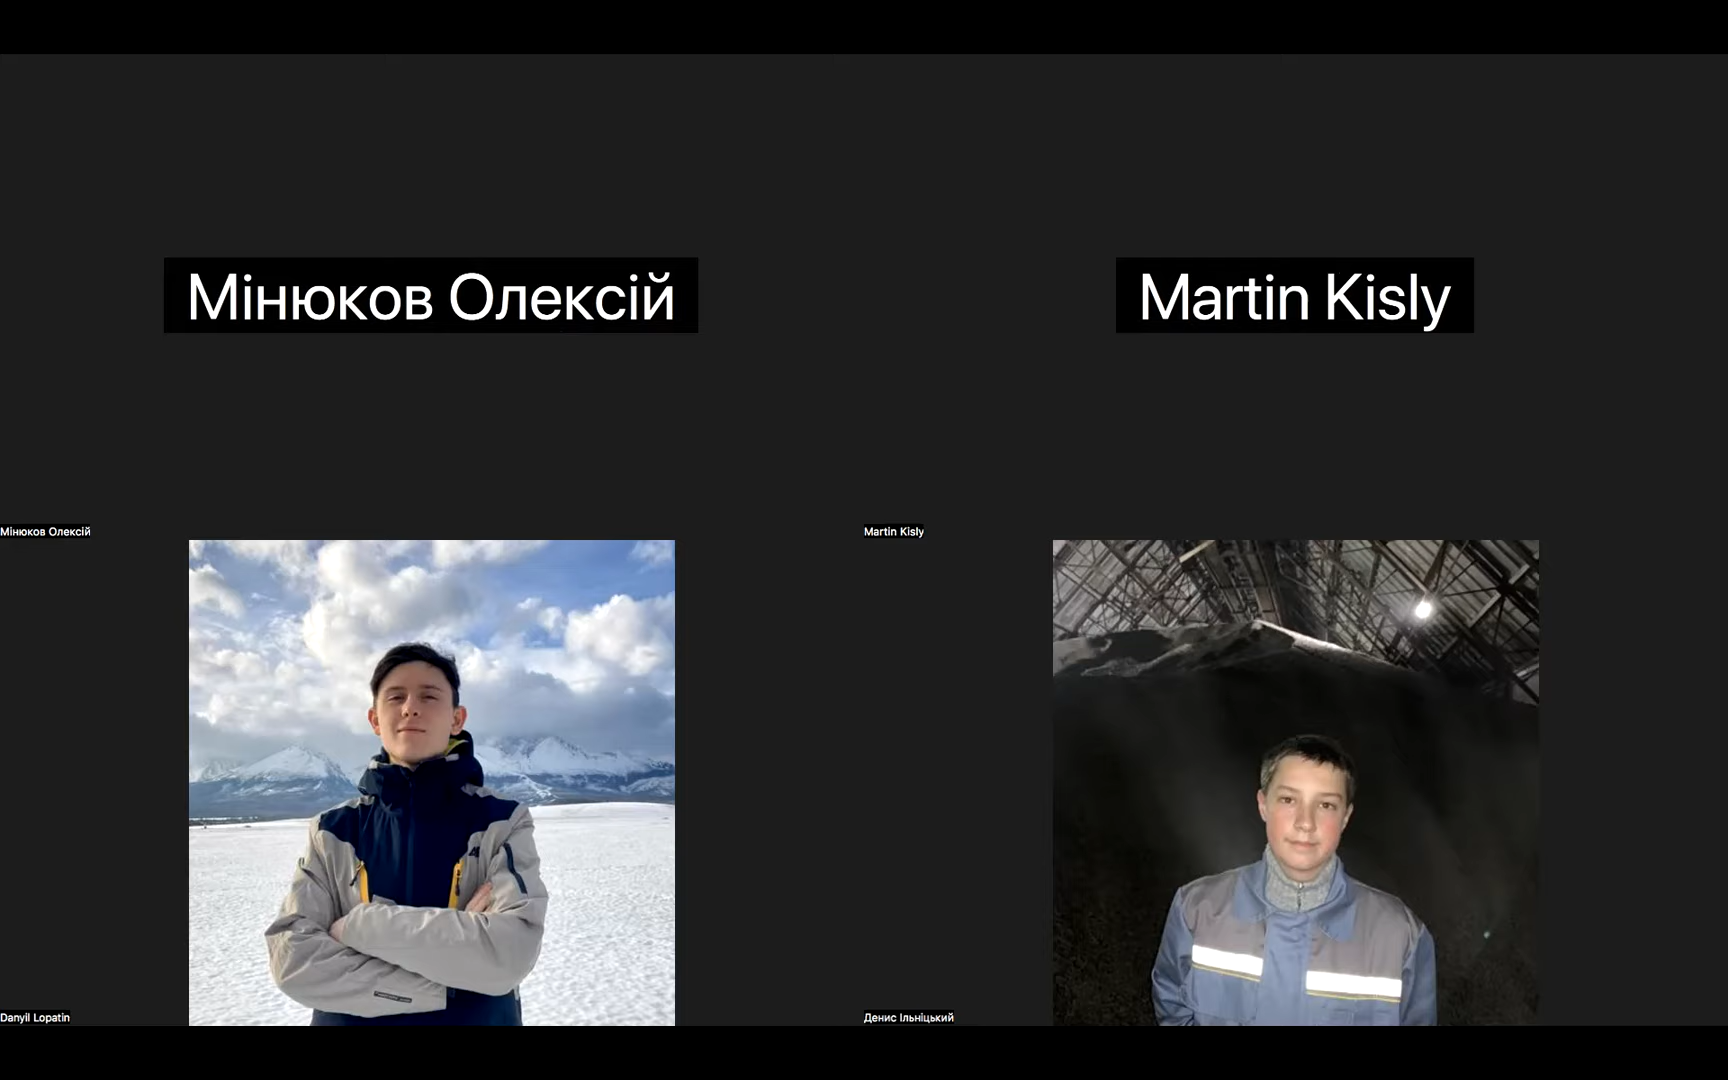 Мінюков Олексій
Martin Kisly
Мінюков Олексій
Martin Kisly
Danyil Lopatin
Денис Ільніцький